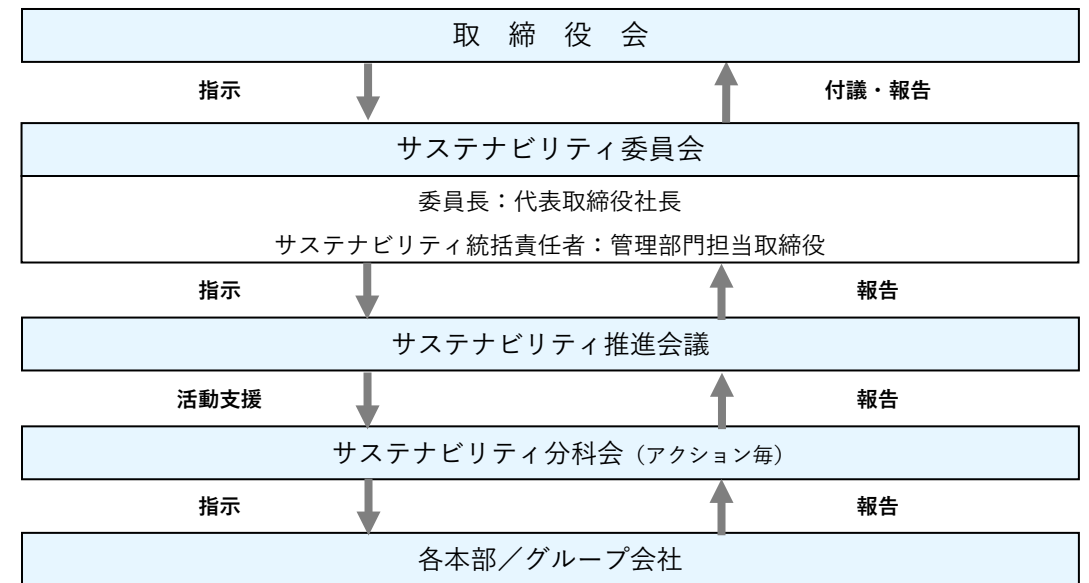 取　締　役　会
指示
付議・報告
サステナビリティ委員会
委員長：代表取締役社長
サステナビリティ統括責任者：管理部門担当取締役
指示
報告
サステナビリティ推進会議
活動支援
報告
サステナビリティ分科会（アクション毎）
指示
報告
各本部／グループ会社